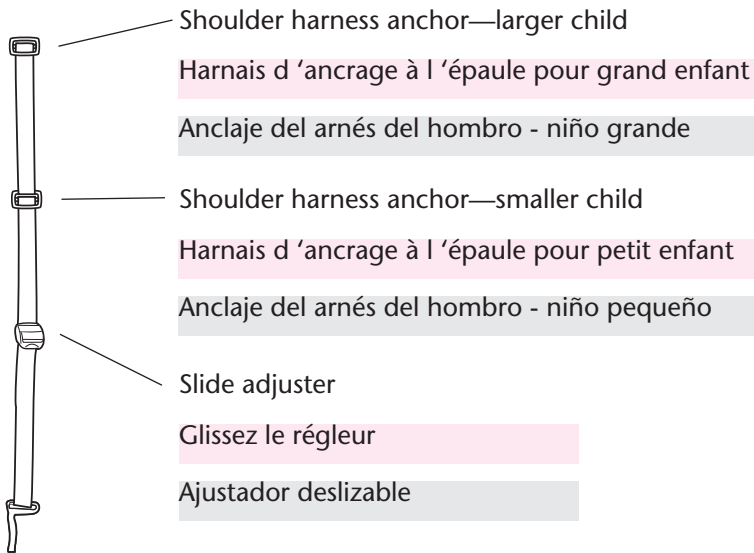 Shoulder harness anchor—larger child
Harnais d ‘ancrage à l ‘épaule pour grand enfant
Anclaje del arnés del hombro - niño grande
Shoulder harness anchor—smaller child
Harnais d ‘ancrage à l ‘épaule pour petit enfant
Anclaje del arnés del hombro - niño pequeño
Slide adjuster
Glissez le régleur
Ajustador deslizable